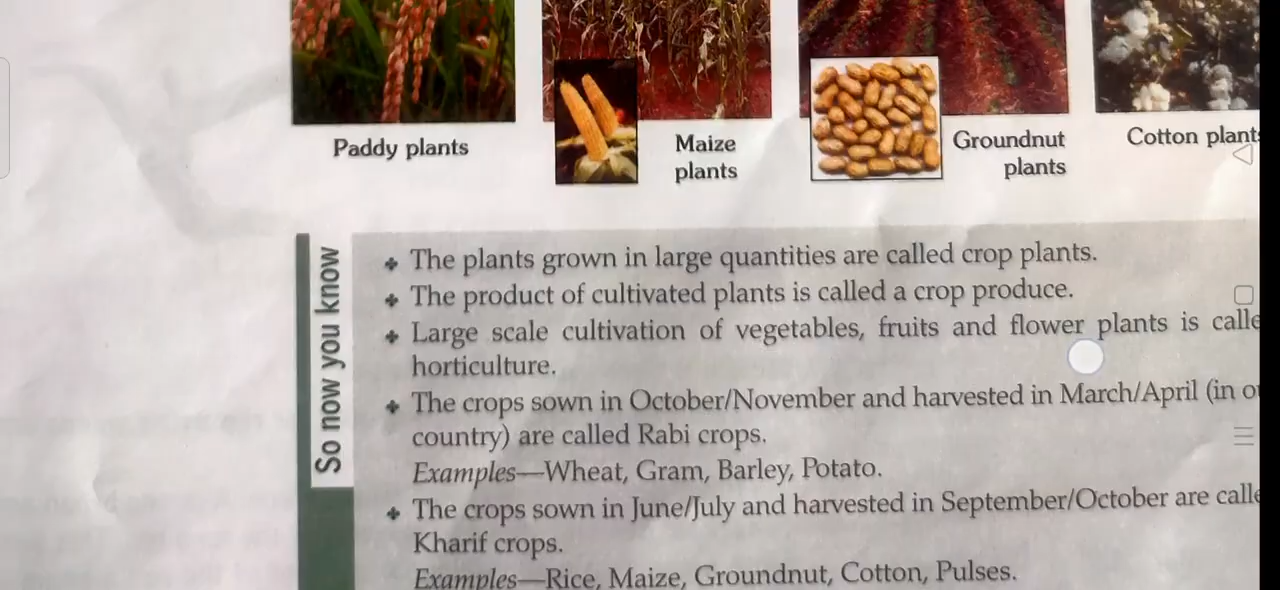 Paddy plants
Maize
plants
Groundnut
plants
Cotton plants
So now you know
The plants grown in large quantities are called crop plants.
The product of cultivated plants is called a crop produce.
Large scale cultivation of vegetables, fruits and flower plants is calle
horticulture.
The crops sown in October/November and harvested in March/April (in o
country) are called Rabi crops.
Examples—Wheat, Gram, Barley, Potato.
The crops sown in June/July and harvested in September/October are calle
Kharif crops.
Examples—Rice, Maize, Groundnut, Cotton, Pulses.